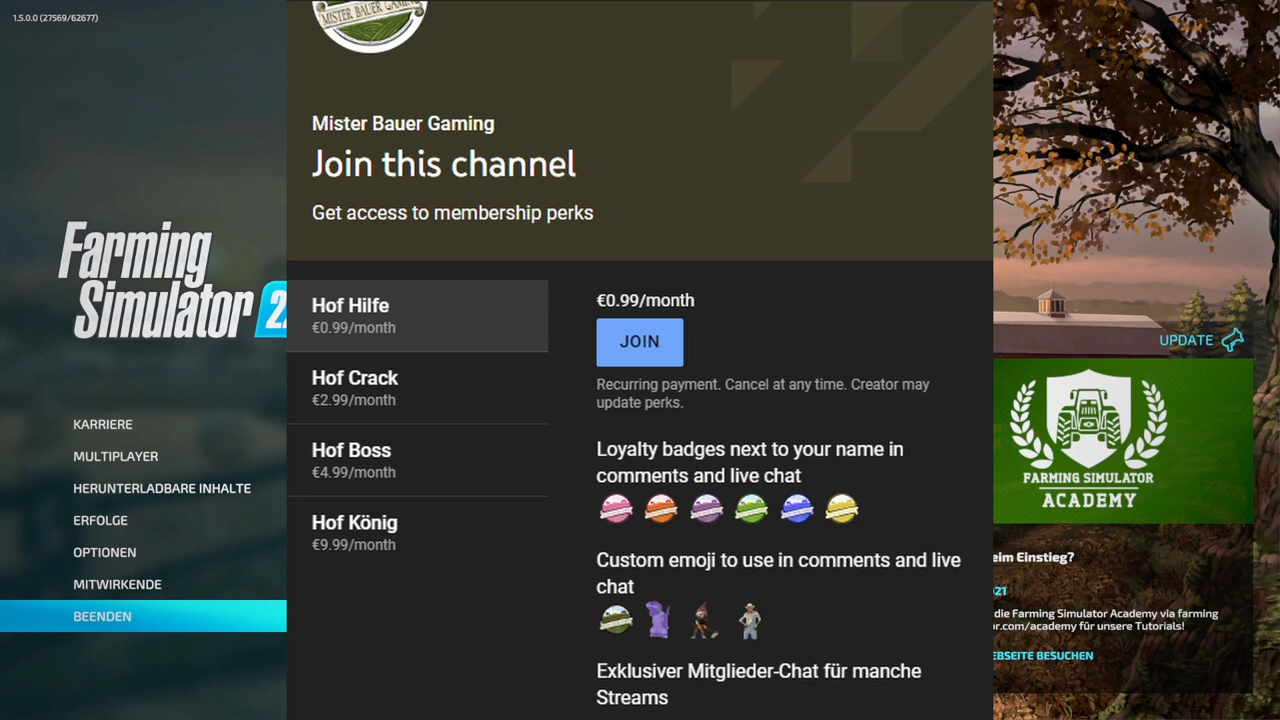 1.5.0.0 (27569/62677)
MISTER BAUER GAMING
Mister Bauer Gaming
Join this channel
Get access to membership perks
Farming
Simulator 2
KARRIERE
MULTIPLAYER
HERUNTERLADBARE INHALTE
ERFOLGE
OPTIONEN
MITWIRKENDE
BEENDEN
Hof Hilfe
€0.99/month
Hof Crack
€2.99/month
Hof Boss
€4.99/month
Hof König
€9.99/month
€0.99/month
JOIN
Recurring payment. Cancel at any time. Creator may
update perks.
Loyalty badges next to your name in
comments and live chat
Custom emoji to use in comments and live
chat
Exklusiver Mitglieder-Chat für manche
Streams
UPDATE
FARMING SIMULATOR
ACADEMY
eim Einstieg?
21
die Farming Simulator Academy via farming
or.com/academy für unsere Tutorials!
EBSEITE BESUCHEN